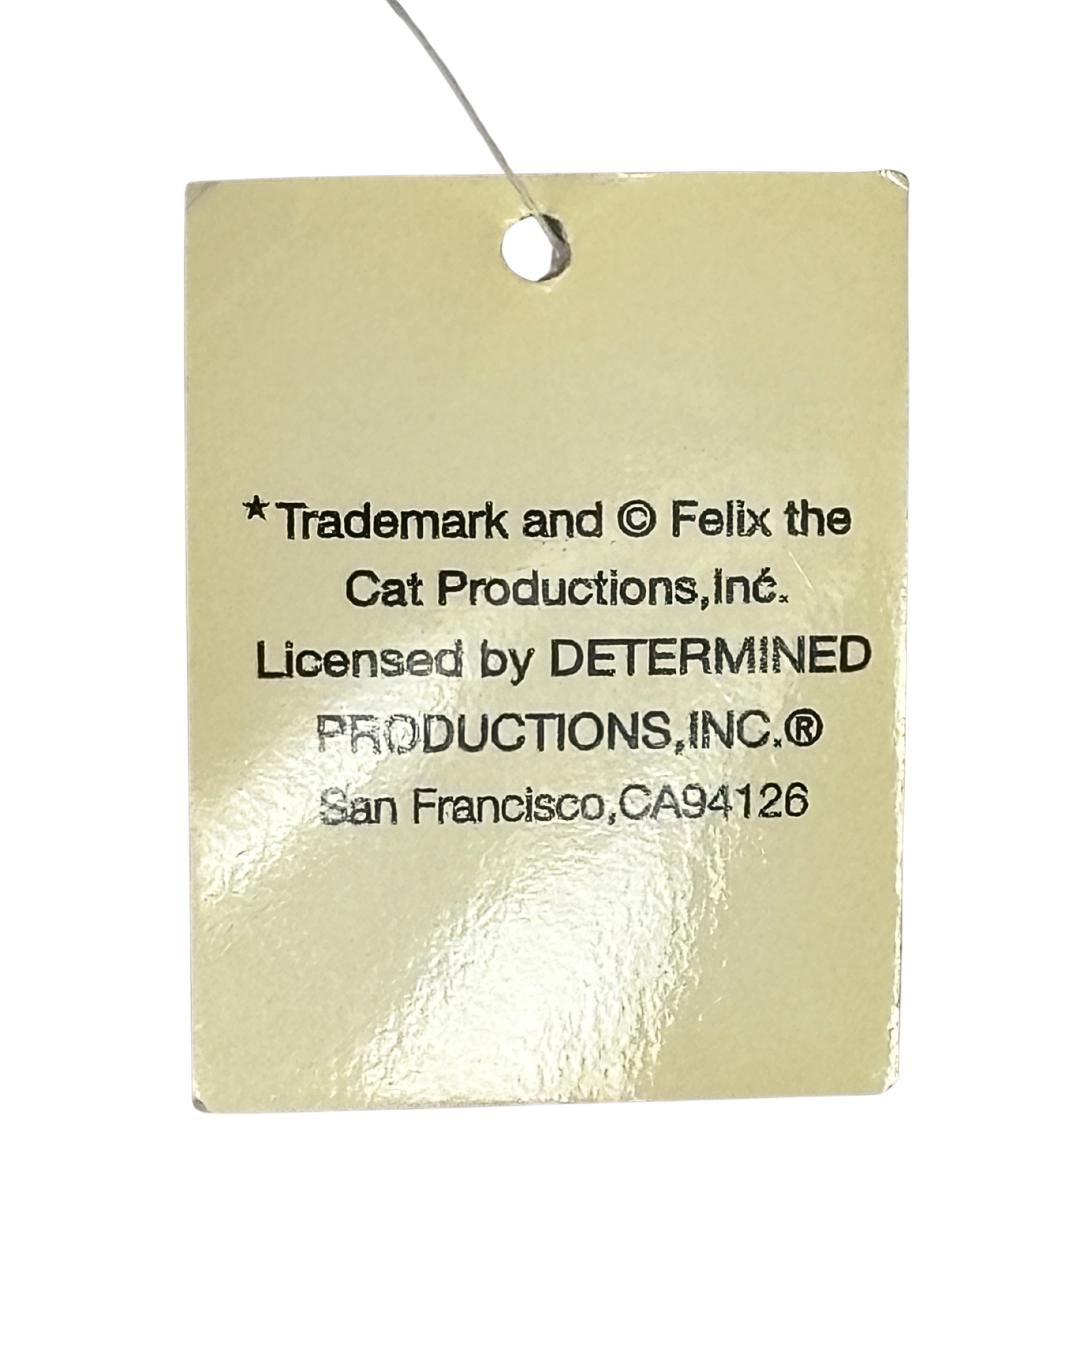 ★Trademark and © Felix the
Cat Productions,Inc.
Licensed by DETERMINED
PRODUCTIONS,INC.®
San Francisco,CA94126